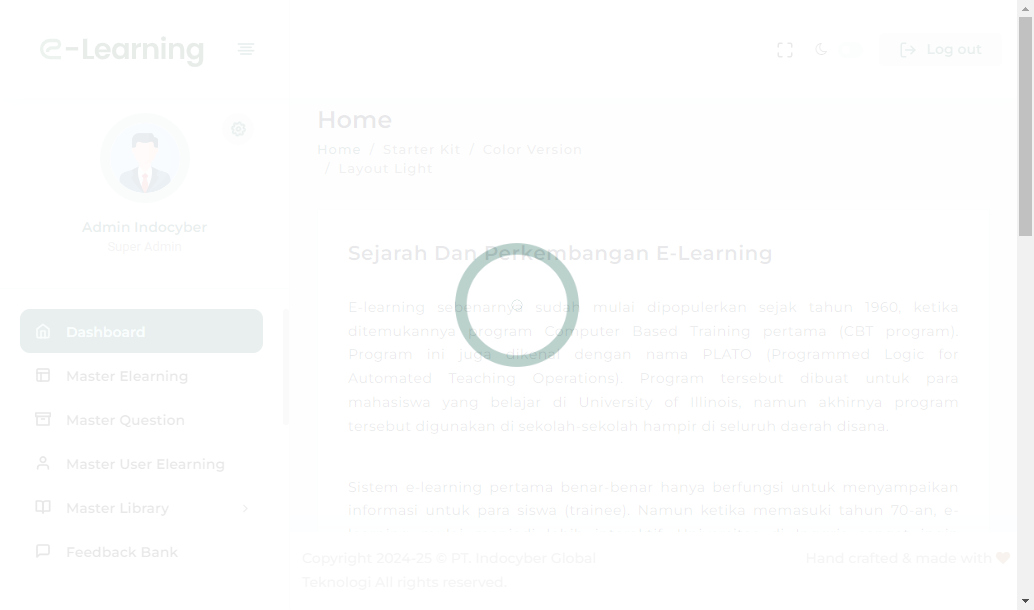 e-Learning
Log out
Admin Indocyber
Super Admin
Dashboard
Master Elearning
Master Question
Master User Elearning
Master Library
Feedback Bank
Home
Home / Starter Kit / Color Version
/ Layout Light
Sejarah Dan Perkembangan E-Learning
E-learning sebenarnya sudah mulai dipopulerkan sejak tahun 1960, ketika
ditemukannya program Computer Based Training pertama (CBT program).
Program ini juga dikenal dengan nama PLATO (Programmed Logic for
Automated Teaching Operations). Program tersebut dibuat untuk para
mahasiswa yang belajar di University of Illinois, namun akhirnya program
tersebut digunakan di sekolah-sekolah hampir di seluruh daerah disana.
Sistem e-learning pertama benar-benar hanya berfungsi untuk menyampaikan
informasi untuk para siswa (trainee). Namun ketika memasuki tahun 70-an, e-
Copyright 2024-25 © PT. Indocyber Global
Teknologi All rights reserved.
Hand crafted & made with